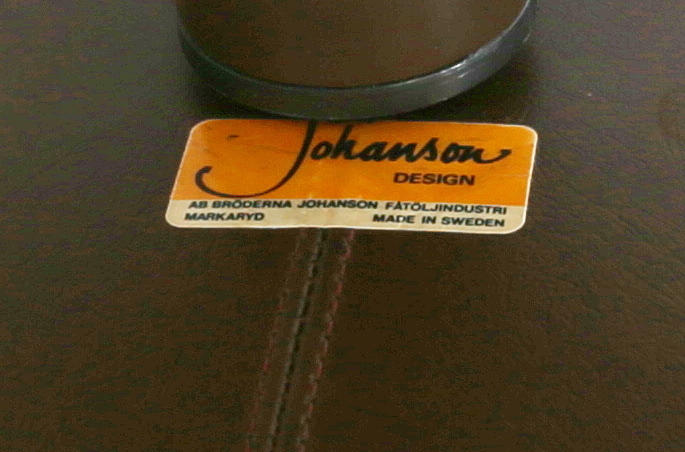 Johanson
DESIGN
AB BRÖDERNA JOHANSON FÅTÖLJINDUSTRI
MARKARYD MADE IN SWEDEN